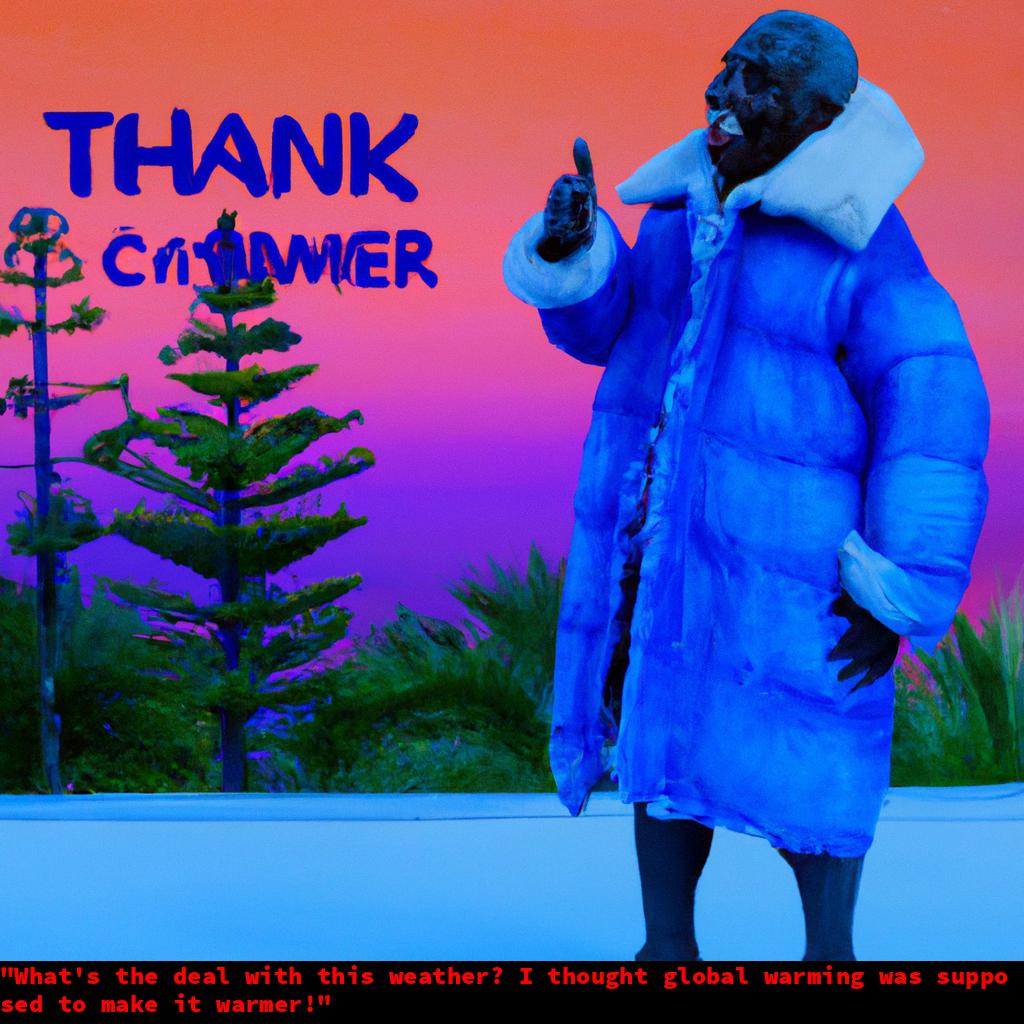 THANK
"What's the deal with this weather? I thought global warming was suppo
sed to make it warmer!"